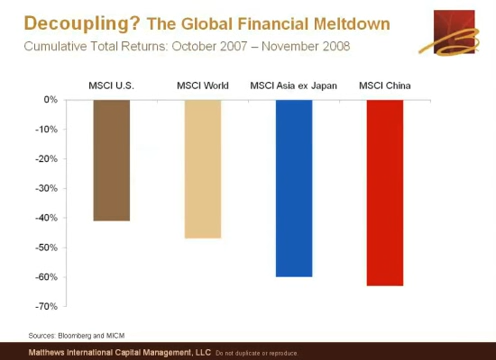 Decoupling? The Global Financial Meltdown
Cumulative Total Returns: October 2007 – November 2008
MSCI U.S. MSCI World MSCI Asia ex Japan MSCI China
0%
-10%
-20%
-30%
-40%
-50%
-60%
-70%
Sources: Bloomberg and MICM
Matthews International Capital Management, LLC Do not duplicate or reproduce.